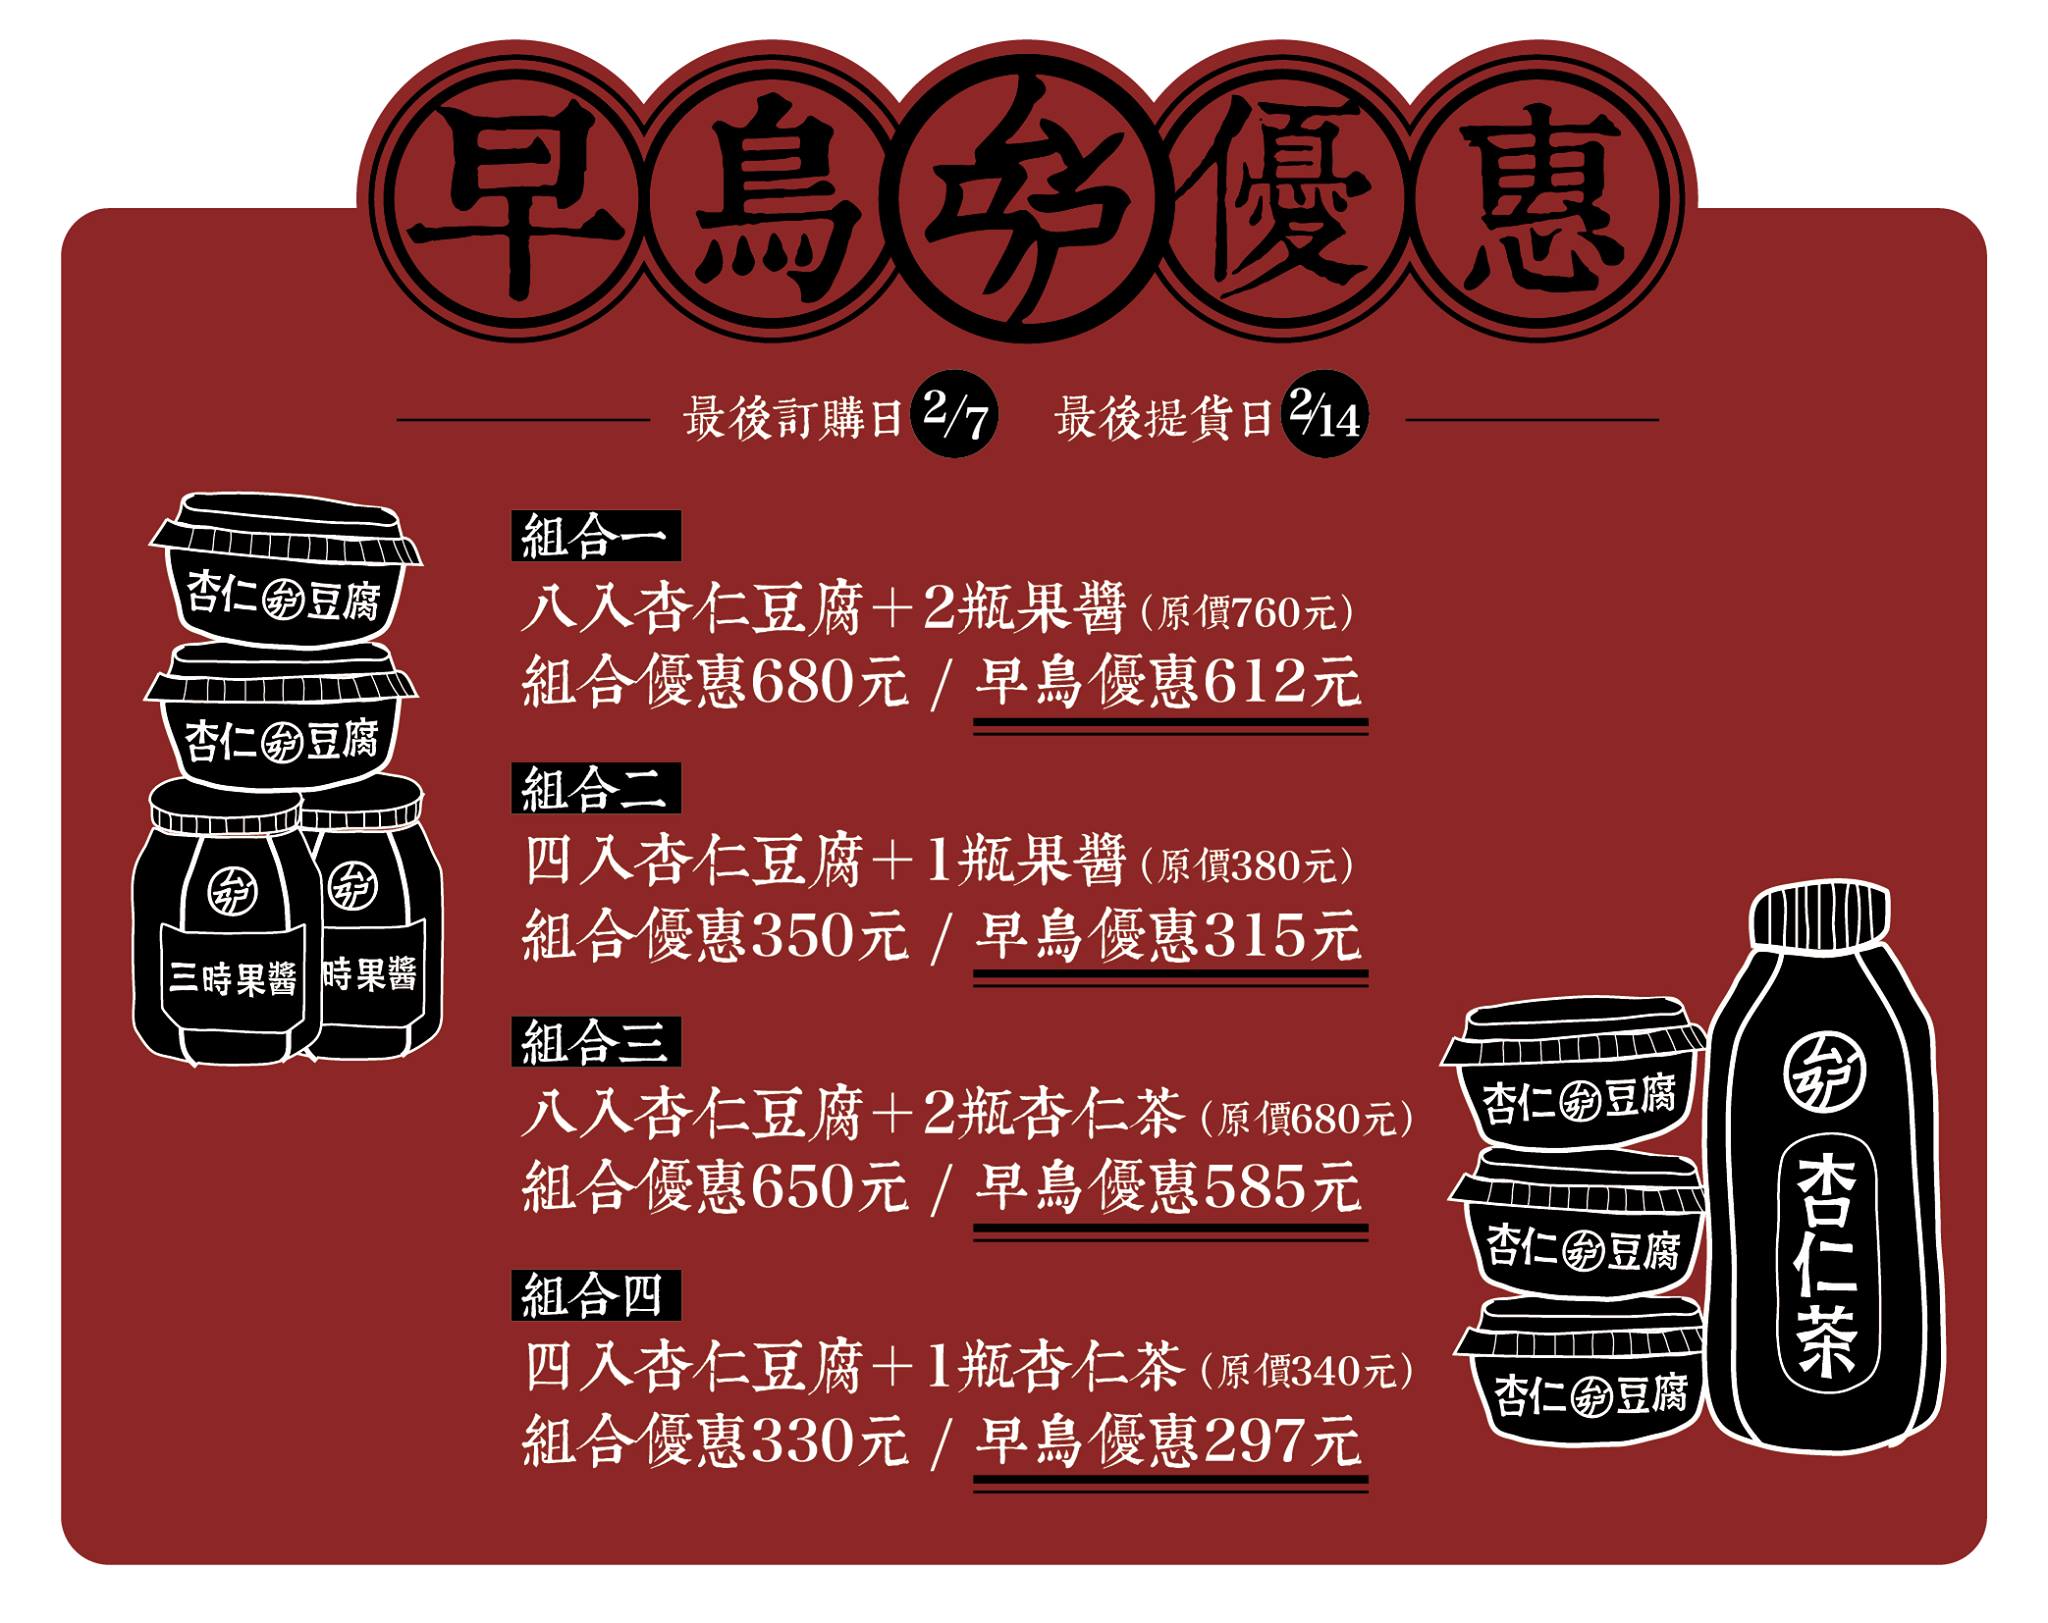 早鳥優惠
最後訂購日 2/7 最後提貨日 2/14
組合一
八入杏仁豆腐+2瓶果醬(原價760元)
組合優惠680元 / 早鳥優惠612元
組合二
四入杏仁豆腐+1瓶果醬(原價380元)
組合優惠350元 / 早鳥優惠315元
組合三
八入杏仁豆腐+2瓶杏仁茶(原價680元)
組合優惠650元 / 早鳥優惠585元
組合四
四入杏仁豆腐+1瓶杏仁茶(原價340元)
組合優惠330元 / 早鳥優惠297元
杏仁豆腐
杏仁豆腐
三時果醬
時果醬
杏仁豆腐
杏仁豆腐
杏仁豆腐
杏仁茶